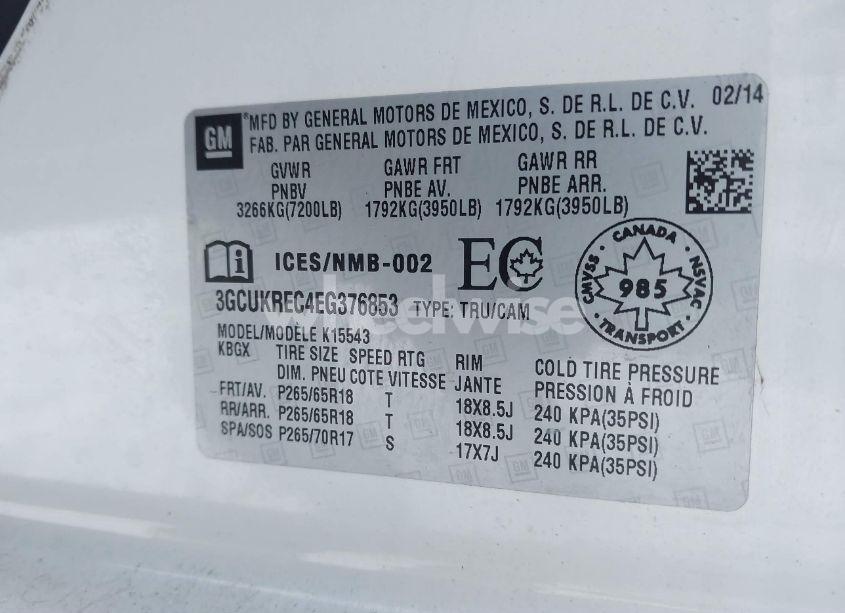 GM
*MFD BY GENERAL MOTORS DE MEXICO, S. DE R.L. DE C.V. 02/14
FAB. PAR GENERAL MOTORS DE MEXICO, S. DE R.L. DE C.V.
GVWR GAWR FRT GAWR RR
PNBV PNBE AV. PNBE ARR.
3266KG(7200LB) 1792KG(3950LB) 1792KG(3950LB)
ICES/NMB-002 EC
CANADA
CMVSS 985 NSVAC
TRANSPORT
3GCUKREC4EG376853 TYPE: TRU/CAM
wheelwise
MODEL/MODÈLE K15543
KBGX TIRE SIZE SPEED RTG RIM COLD TIRE PRESSURE
DIM. PNEU COTE VITESSE JANTE PRESSION À FROID
FRT/AV. P265/65R18 T 18X8.5J 240 KPA(35PSI)
RR/ARR. P265/65R18 T 18X8.5J 240 KPA(35PSI)
SPA/SOS P265/70R17 S 17X7J 240 KPA(35PSI)